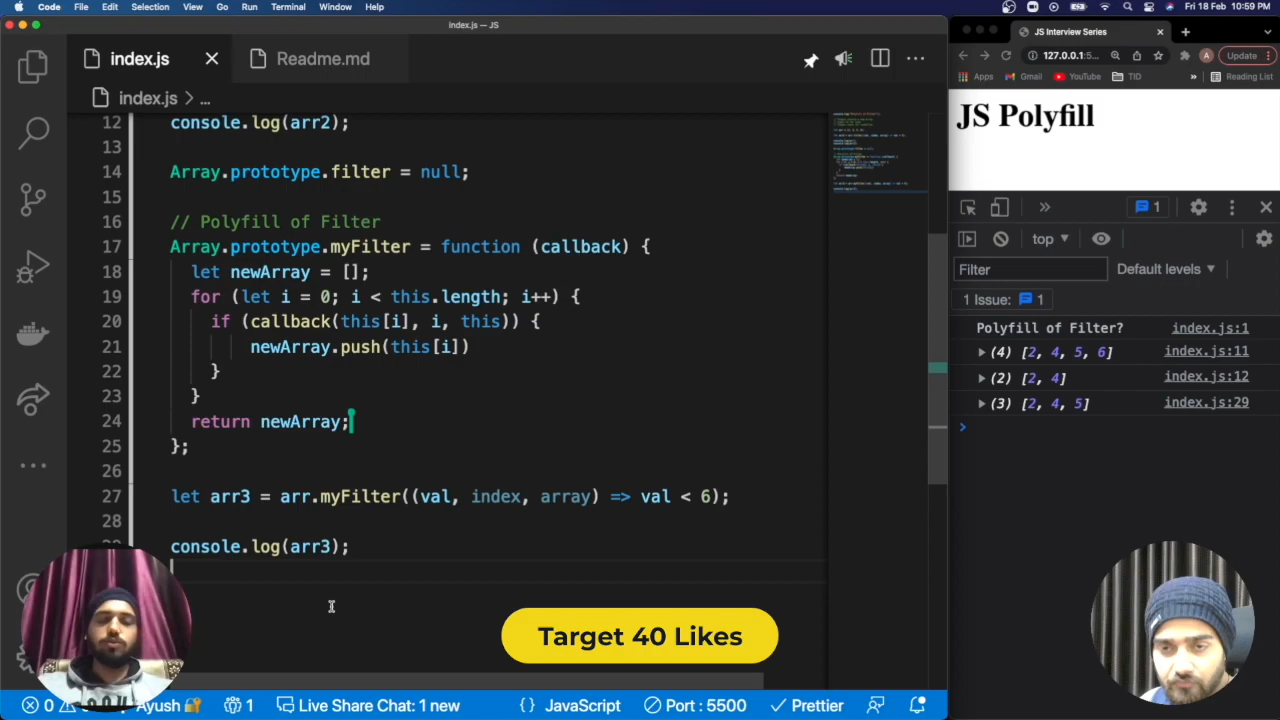 Code File Edit Selection View Go Run Terminal Window Help
Fri 18 Feb 10:59 PM
index.js — JS
index.js
Readme.md
index.js > ...
12 console.log(arr2);
13
14 Array.prototype.filter = null;
15
16 // Polyfill of Filter
17 Array.prototype.myFilter = function (callback) {
18 let newArray = [];
19 for (let i = 0; i < this.length; i++) {
20 if (callback(this[i], i, this)) {
21 newArray.push(this[i])
22 }
23 }
24 return newArray;
25 };
26
27 let arr3 = arr.myFilter((val, index, array) => val < 6);
28
console.log(arr3);
Target 40 Likes
0
Ayush
1
Live Share Chat: 1 new
{} JavaScript
Port : 5500
Prettier
JS Interview Series
127.0.0.1:5...
A
Update
Apps Gmail YouTube TID » Reading List
JS Polyfill
» 1
top
Filter
Default levels
1 Issue: 1
Polyfill of Filter? index.js:1
(4) [2, 4, 5, 6] index.js:11
(2) [2, 4] index.js:12
(3) [2, 4, 5] index.js:29